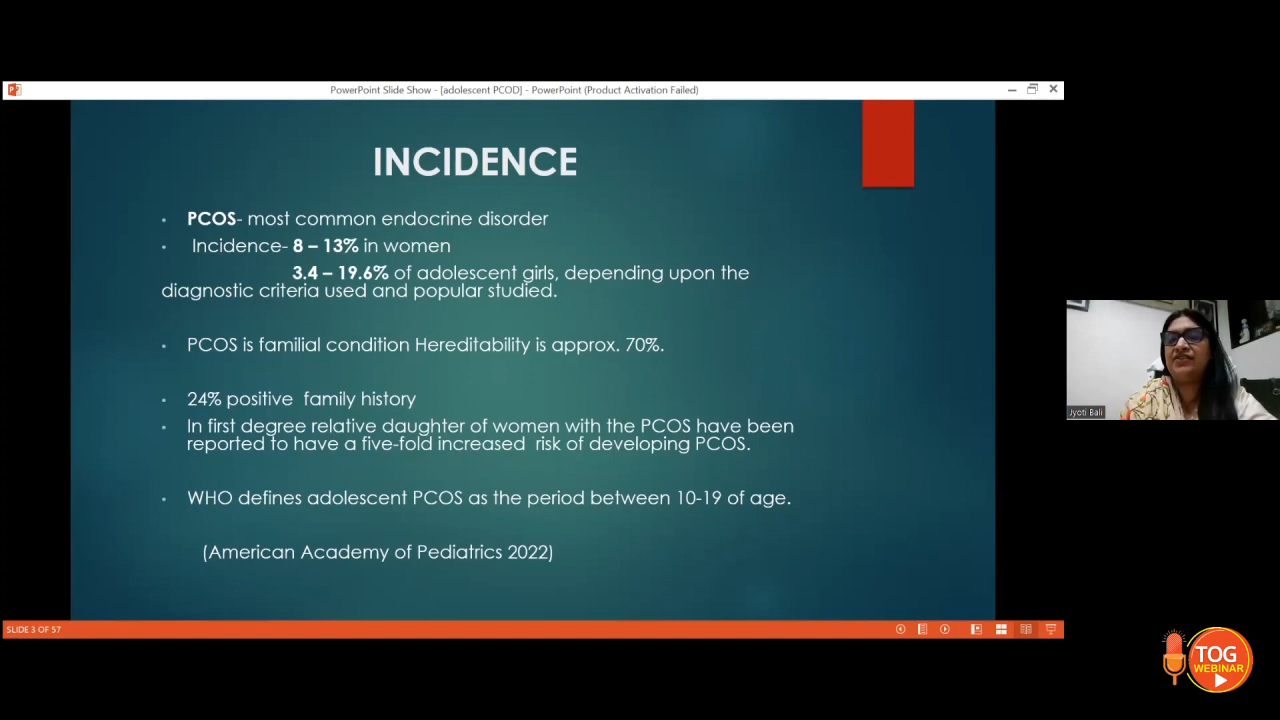 PowerPoint Slide Show - [adolescent PCOD] - PowerPoint (Product Activation Failed)
INCIDENCE
• PCOS- most common endocrine disorder
• Incidence- 8 – 13% in women
3.4 – 19.6% of adolescent girls, depending upon the
diagnostic criteria used and popular studied.
• PCOS is familial condition Hereditability is approx. 70%.
• 24% positive family history
• In first degree relative daughter of women with the PCOS have been
reported to have a five-fold increased risk of developing PCOS.
• WHO defines adolescent PCOS as the period between 10-19 of age.
(American Academy of Pediatrics 2022)
SLIDE 3 OF 57
Jyoti Bali
TOG
WEBINAR